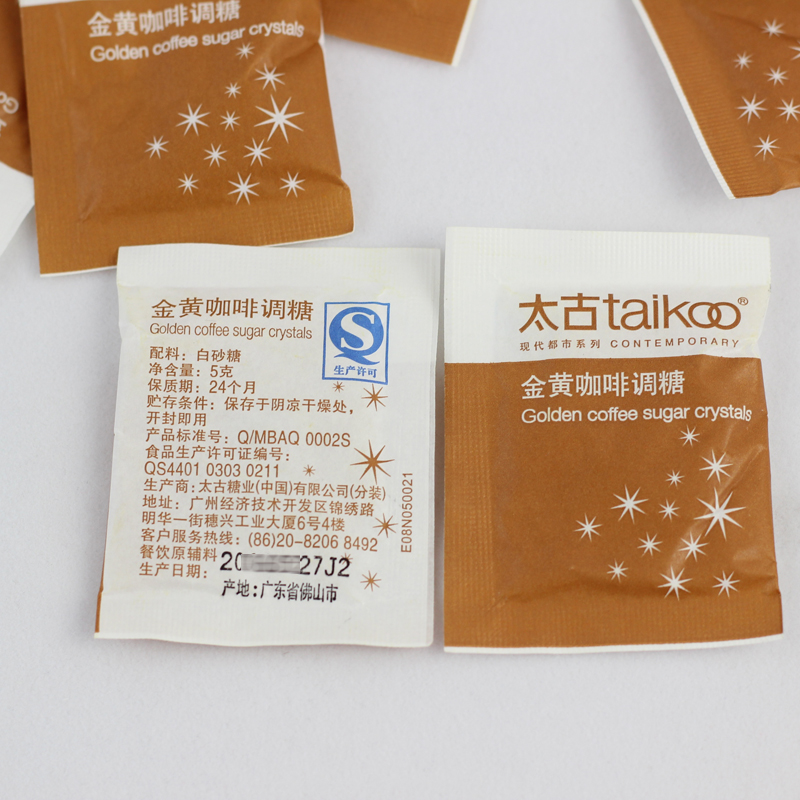 金黄咖啡调糖
Golden coffee sugar crystals
金黄咖啡调糖
Golden coffee sugar crystals
配料：白砂糖
净含量：5克
保质期：24个月
贮存条件：保存于阴凉干燥处，
开封即用
产品标准号：Q/MBAQ 0002S
食品生产许可证编号：
QS4401 0303 0211
生产商：太古糖业(中国)有限公司(分装)
地址：广州经济技术开发区锦绣路
明华一街穗兴工业大厦6号4楼
客户服务热线：(86)20-8206 8492
餐饮原辅料
生产日期：20 27J2
产地:广东省佛山市
S
生产许可
E08N050021
太古taikoo®
现代都市系列 CONTEMPORARY
金黄咖啡调糖
Golden coffee sugar crystals